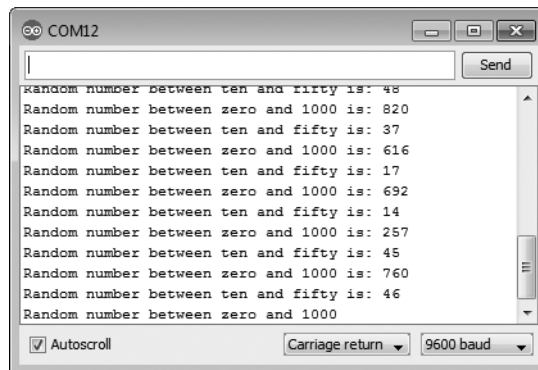 COM12
Send
Random number between ten and fifty is: 48
Random number between zero and 1000 is: 820
Random number between ten and fifty is: 37
Random number between zero and 1000 is: 616
Random number between ten and fifty is: 17
Random number between zero and 1000 is: 692
Random number between ten and fifty is: 14
Random number between zero and 1000 is: 257
Random number between ten and fifty is: 45
Random number between zero and 1000 is: 760
Random number between ten and fifty is: 46
Random number between zero and 1000
Autoscroll Carriage return 9600 baud